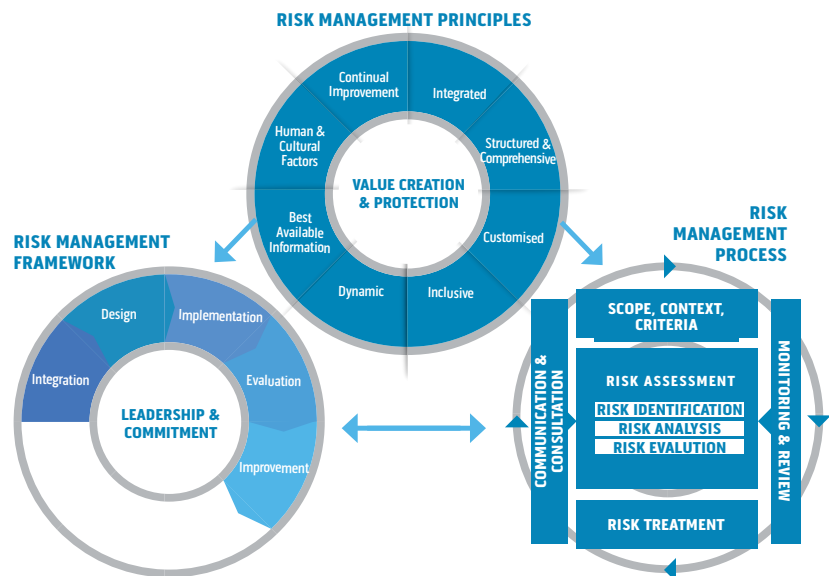 RISK MANAGEMENT PRINCIPLES
Continual
Improvement
Integrated
Human &
Cultural
Factors
Structured &
Comprehensive
VALUE CREATION
& PROTECTION
Best
Available
Information
Customised
Dynamic
Inclusive
RISK MANAGEMENT
FRAMEWORK
Design
Implementation
Integration
Evaluation
LEADERSHIP &
COMMITMENT
Improvement
RISK
MANAGEMENT
PROCESS
SCOPE, CONTEXT,
CRITERIA
COMMUNICATION &
CONSULTATION
RISK ASSESSMENT
RISK IDENTIFICATION
RISK ANALYSIS
RISK EVALUTION
MONITORING & REVIEW
RISK TREATMENT